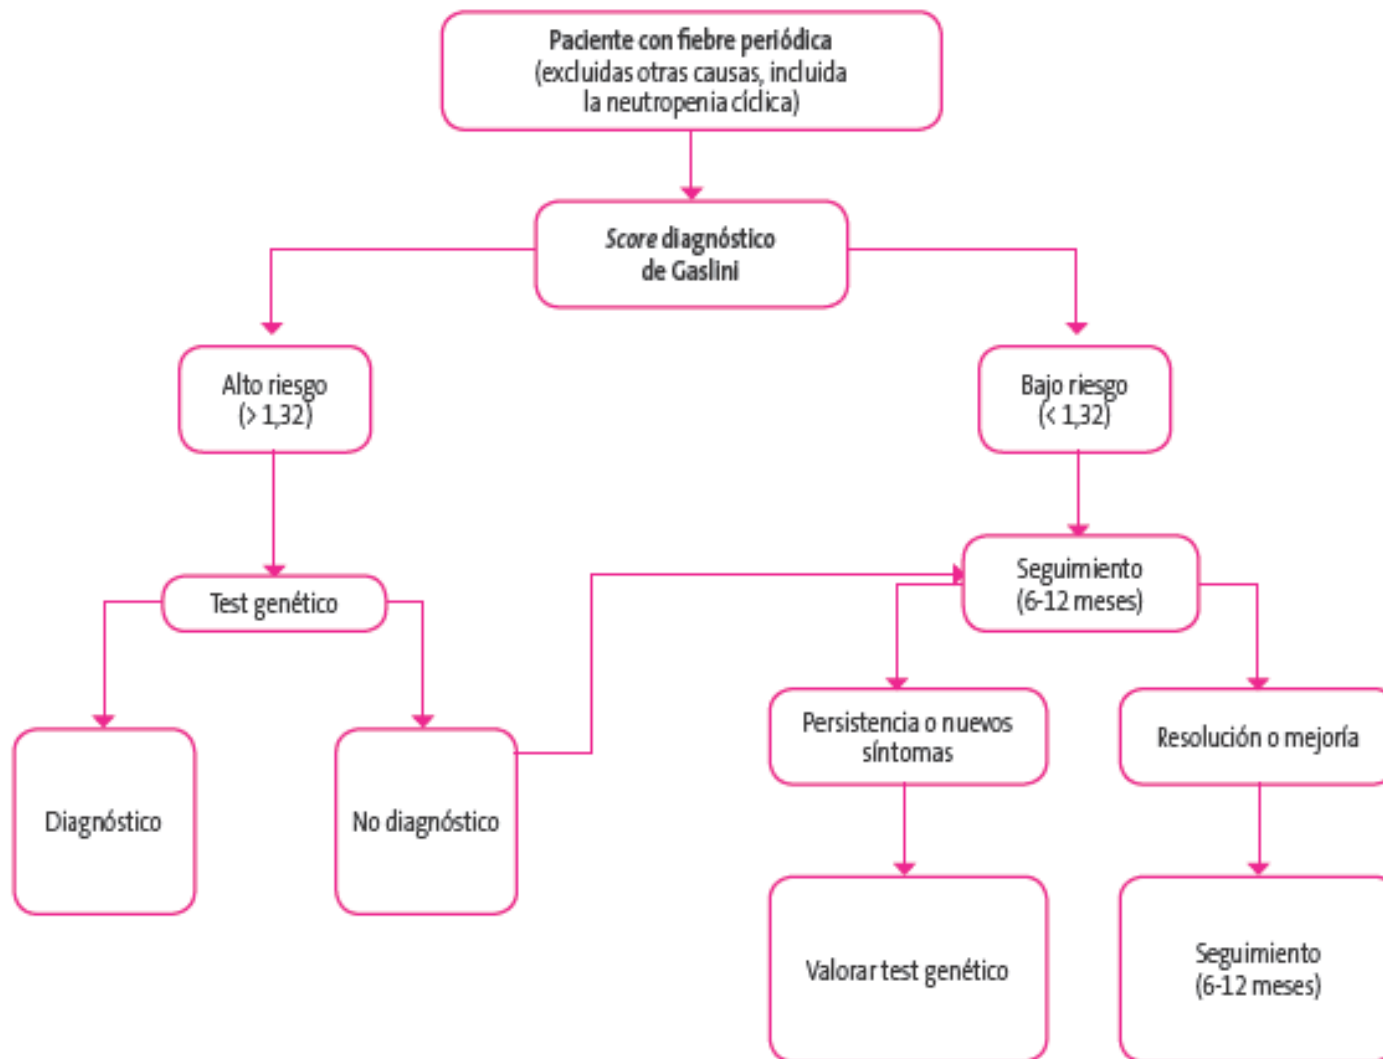 Paciente con fiebre periódica
(excluidas otras causas, incluida
la neutropenia cíclica)
Score diagnóstico
de Gaslini
Alto riesgo
(> 1,32)
Bajo riesgo
(< 1,32)
Test genético
Seguimiento
(6-12 meses)
Diagnóstico
No diagnóstico
Persistencia o nuevos
síntomas
Resolución o mejoría
Valorar test genético
Seguimiento
(6-12 meses)